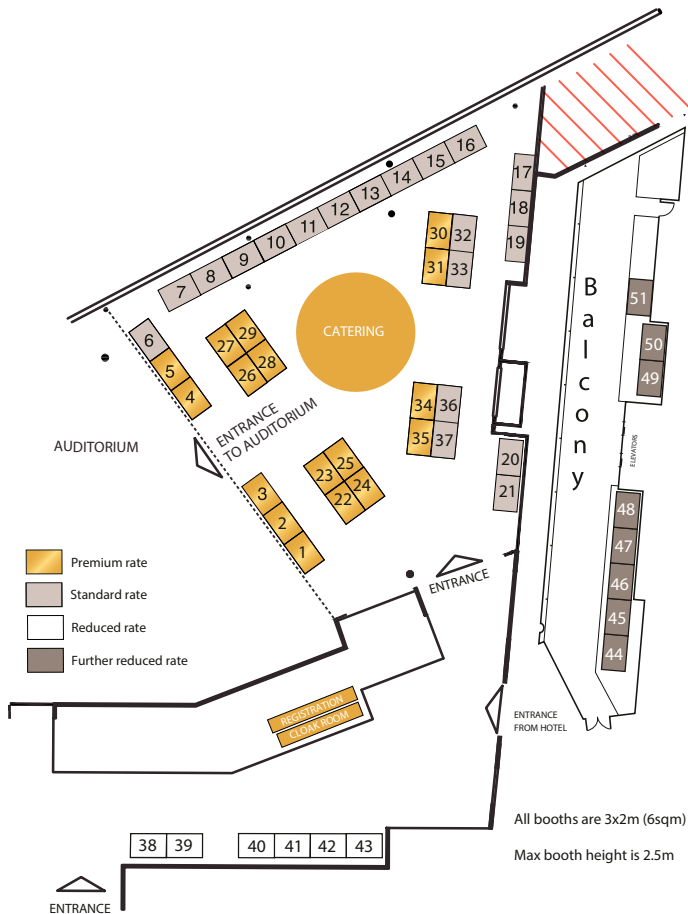 16
15
14
13
12
11
10
9
8
7
17
18
19
30
32
31
33
Balcony
51
50
49
ELEVATORS
6
5
4
29
27
28
26
CATERING
ENTRANCE
TO AUDITORIUM
AUDITORIUM
34
36
35
37
20
21
25
23
24
22
3
2
1
48
47
46
45
44
ENTRANCE
Premium rate
Standard rate
Reduced rate
Further reduced rate
REGISTRATION
CLOAK ROOM
ENTRANCE
FROM HOTEL
All booths are 3x2m (6sqm)
Max booth height is 2.5m
38
39
40
41
42
43
ENTRANCE